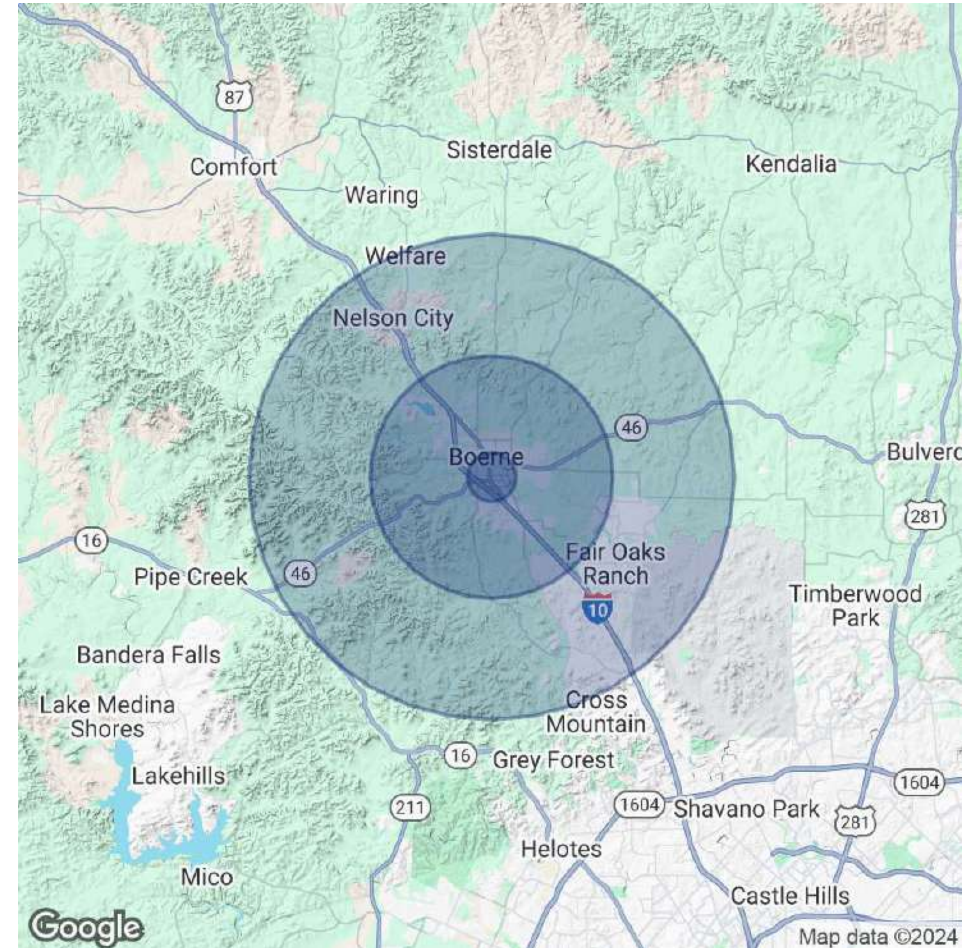 87
Sisterdale
Comfort
Kendalia
Waring
Welfare
Nelson City
46
Boerne
Bulverd
281
16
Fair Oaks
Ranch
46
Pipe Creek
10
Timberwood
Park
Bandera Falls
Lake Medina
Shores
Cross
Mountain
16
Grey Forest
Lakehills
1604
211
1604
Shavano Park
281
Helotes
Mico
Castle Hills
Google
Map data ©2024